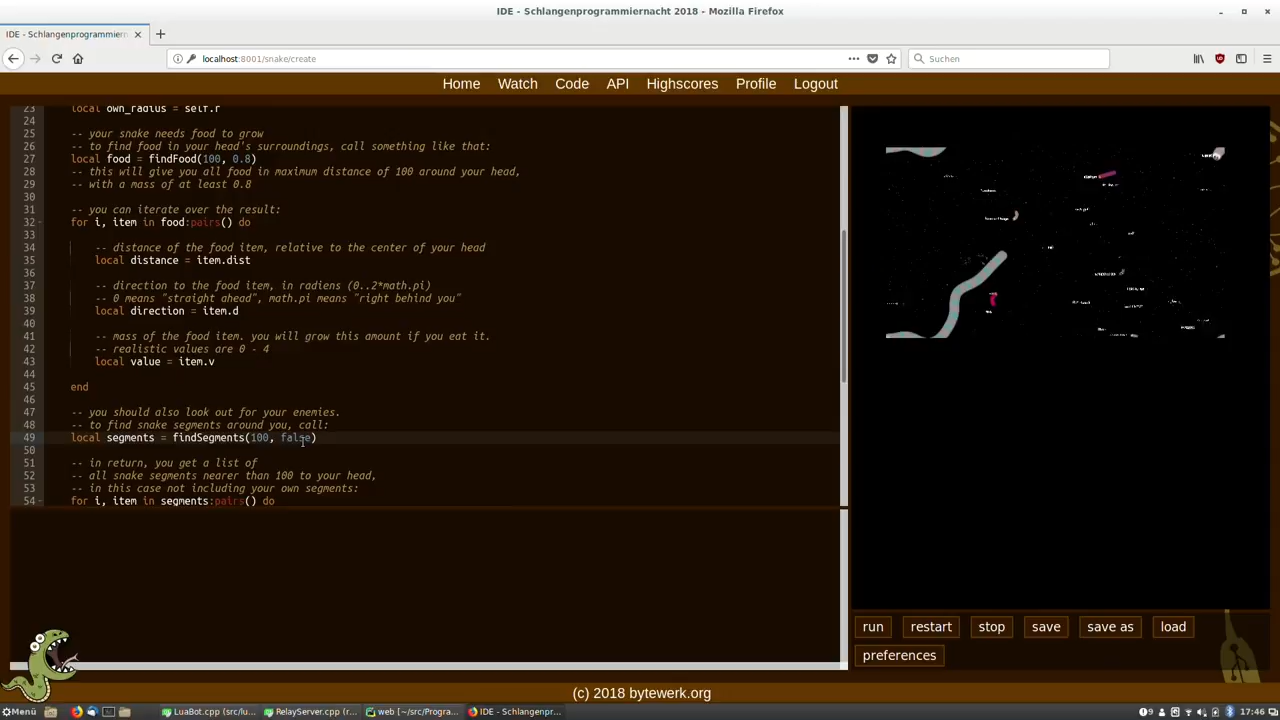 IDE - Schlangenprogrammiernacht 2018 - Mozilla Firefox
IDE - Schlangenprogrammiern
localhost:8001/snake/create
Suchen
Home Watch Code API Highscores Profile Logout
23 local own_radius = self.r
24
25 -- your snake needs food to grow
26 -- to find food in your head's surroundings, call something like that:
27 local food = findFood(100, 0.8)
28 -- this will give you all food in maximum distance of 100 around your head,
29 -- with a mass of at least 0.8
30
31 -- you can iterate over the result:
32 for i, item in food:pairs() do
33
34 -- distance of the food item, relative to the center of your head
35 local distance = item.dist
36
37 -- direction to the food item, in radiens (0..2*math.pi)
38 -- 0 means "straight ahead", math.pi means "right behind you"
39 local direction = item.d
40
41 -- mass of the food item. you will grow this amount if you eat it.
42 -- realistic values are 0 - 4
43 local value = item.v
44
45 end
46
47 -- you should also look out for your enemies.
48 -- to find snake segments around you, call:
49 local segments = findSegments(100, false)
50
51 -- in return, you get a list of
52 -- all snake segments nearer than 100 to your head,
53 -- in this case not including your own segments:
54 for i, item in segments:pairs() do
run restart stop save save as load
preferences
(c) 2018 bytewerk.org
Menü LuaBot.cpp (src/lu... RelayServer.cpp (r... web [~/src/Progra... IDE - Schlangenpr... 9 17:46